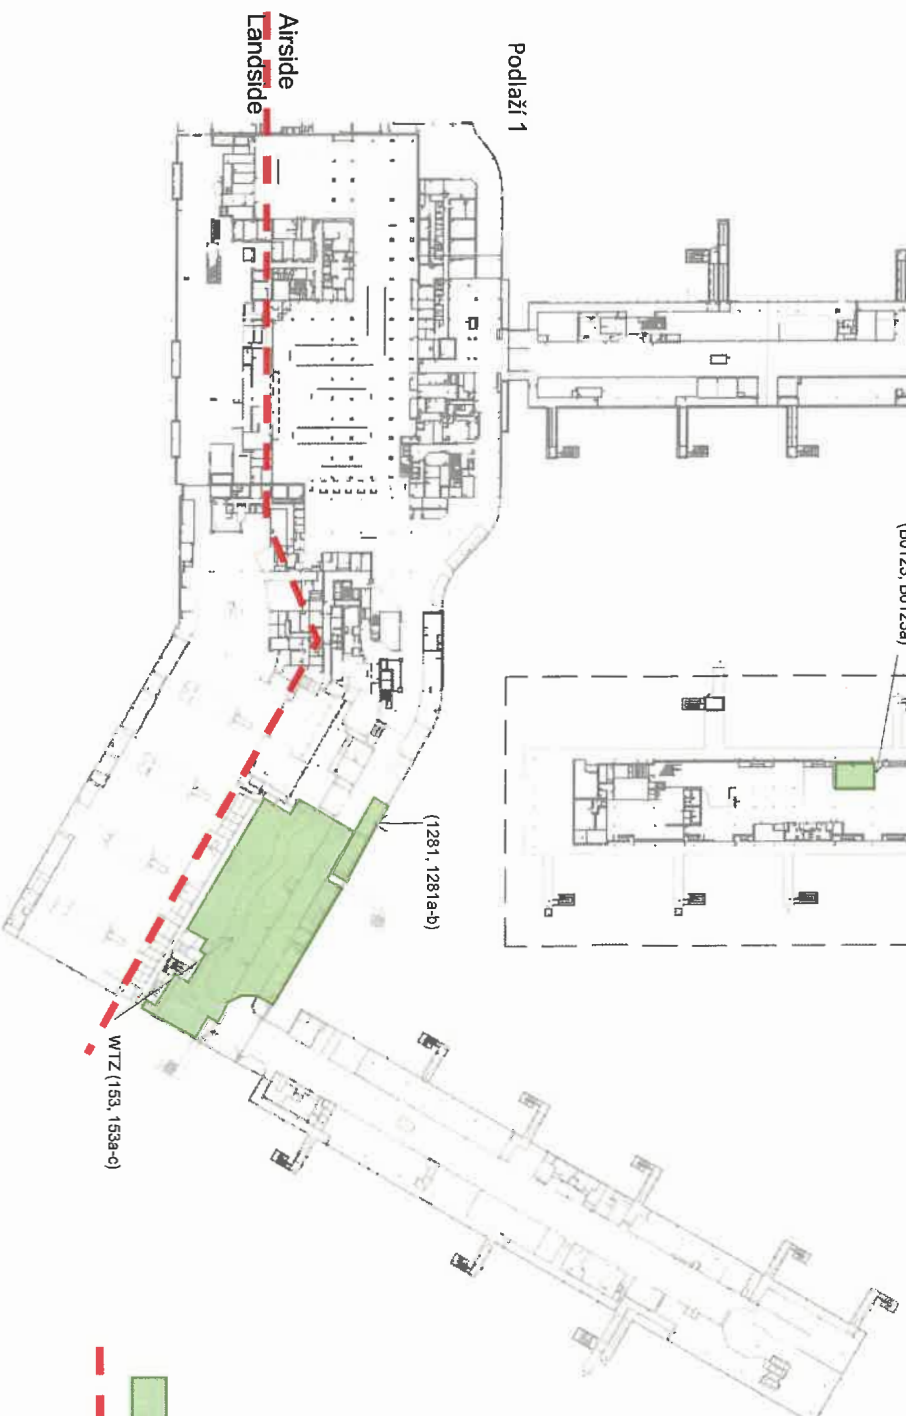 Podlaží 1
Airside
Landside
(1281, 1281a-b)
WTZ (153, 153a-c)